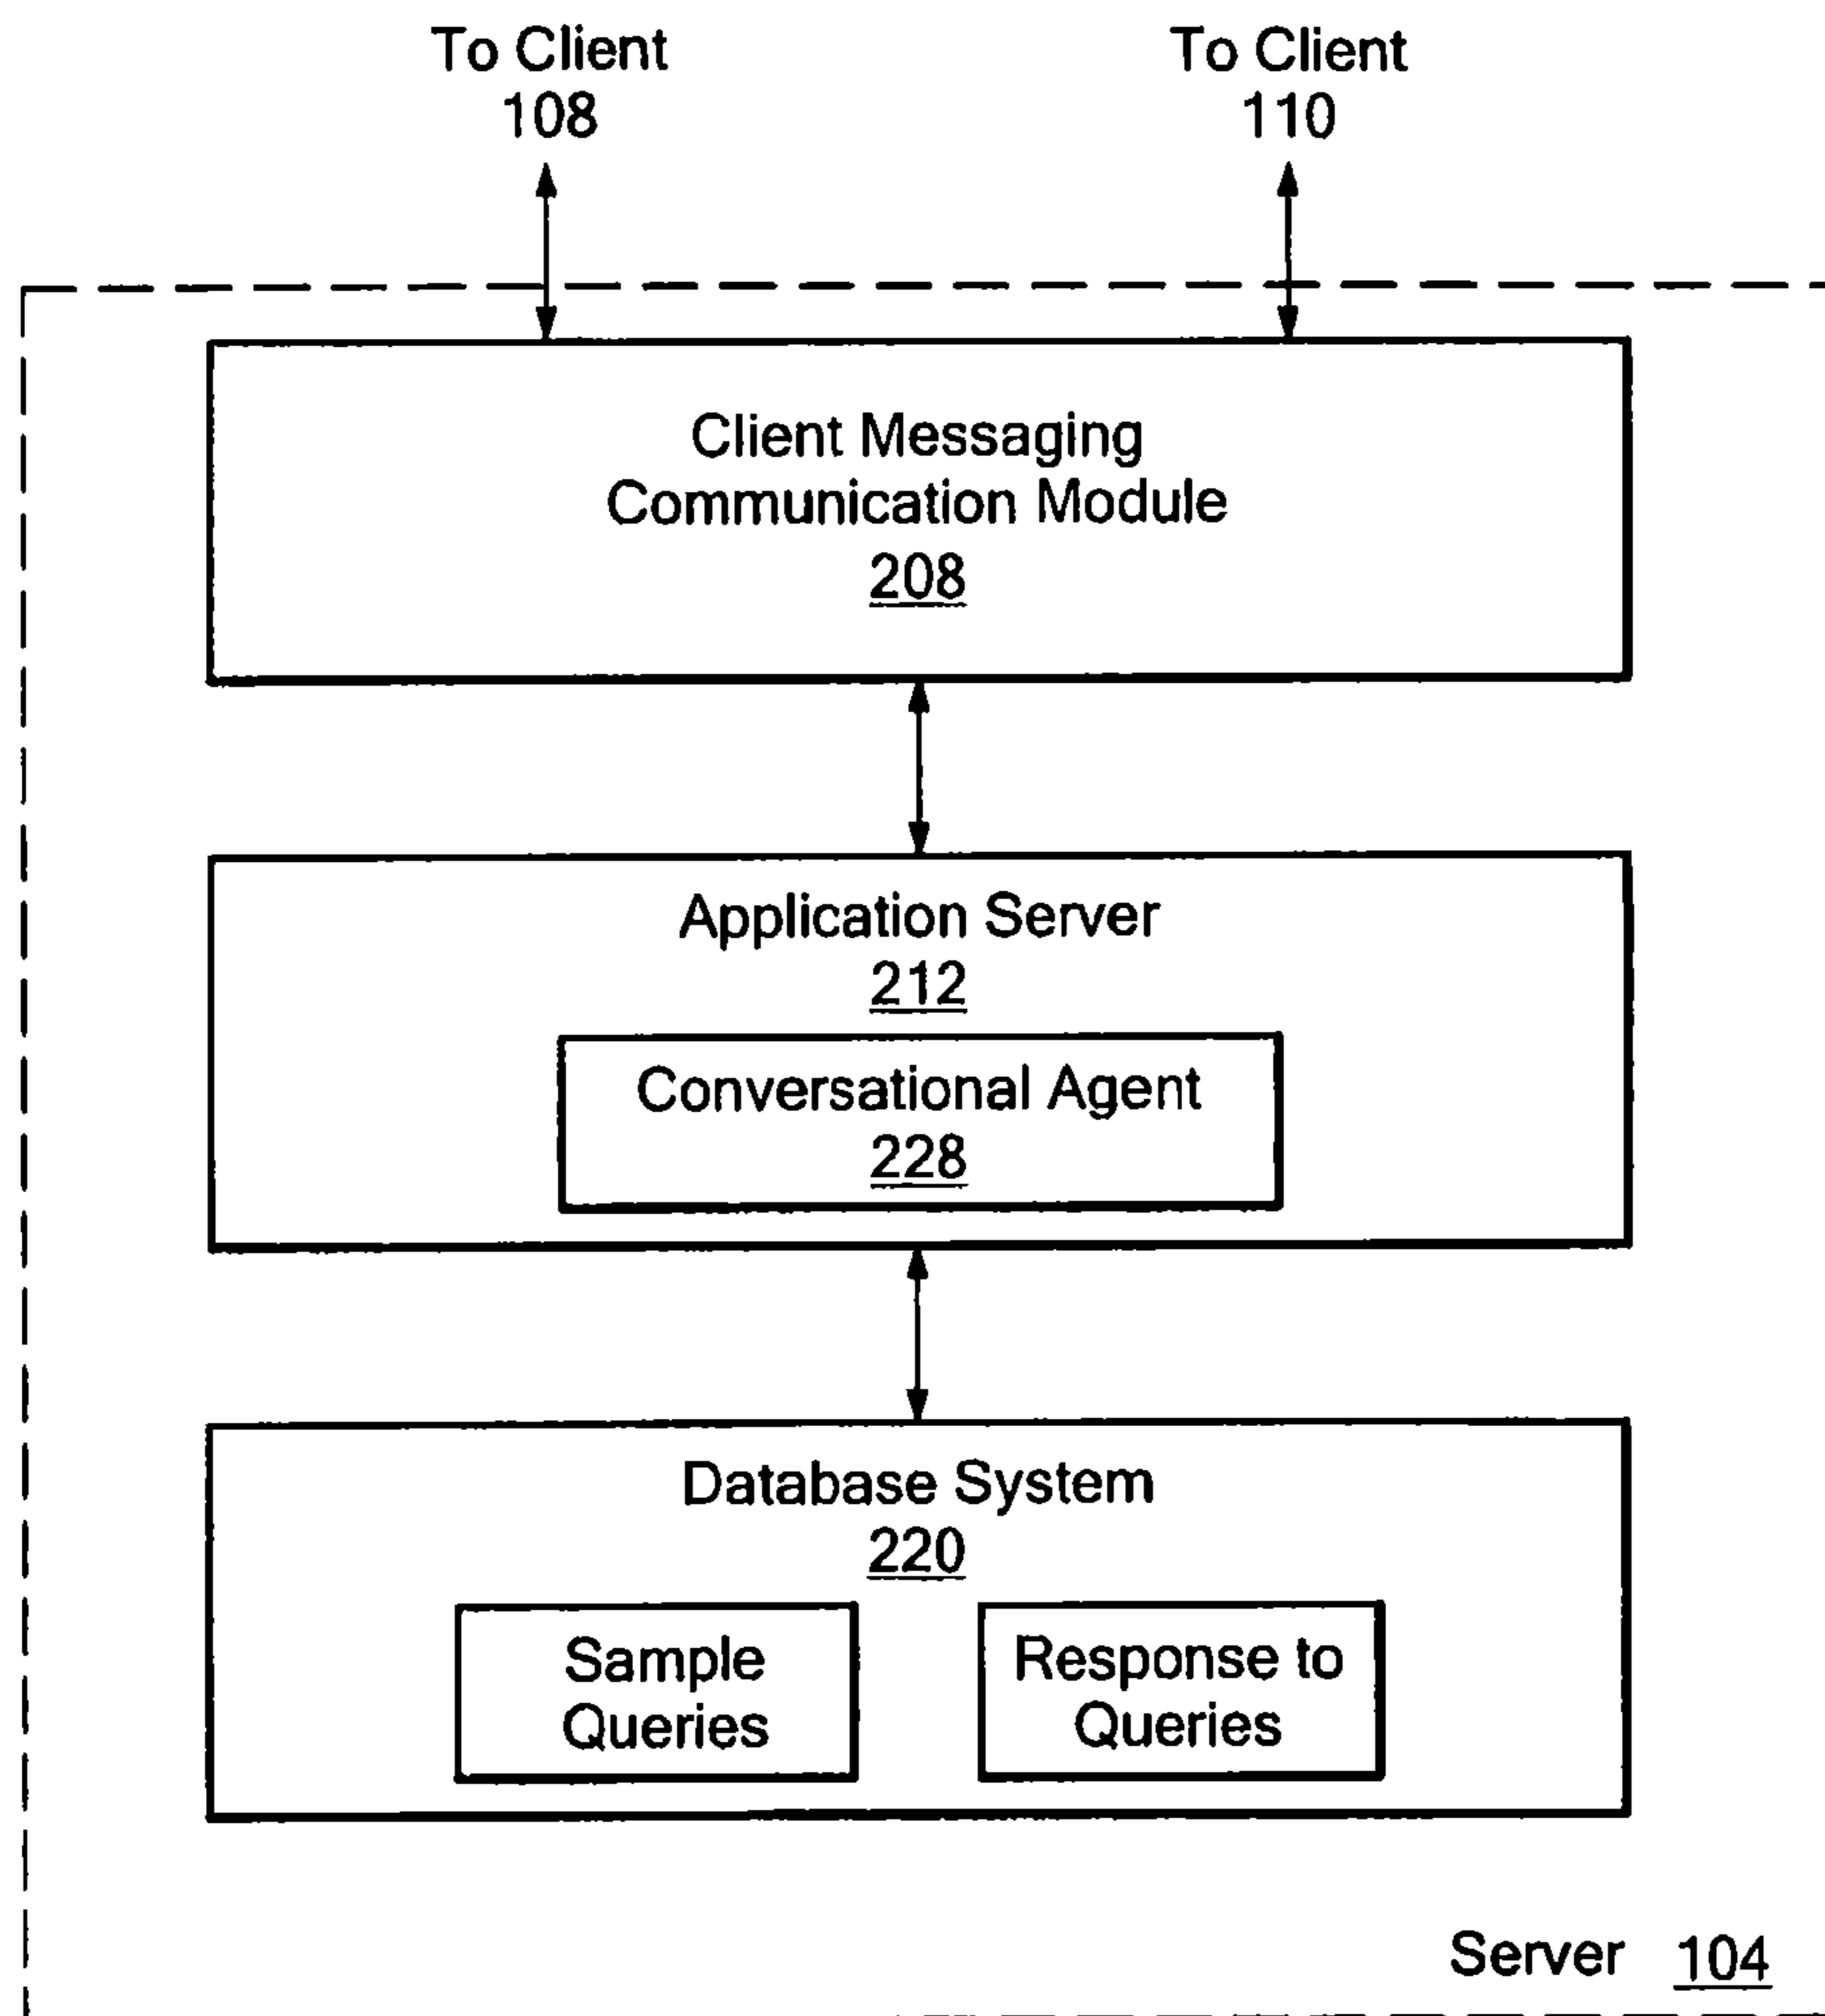 To Client
108
To Client
110
Client Messaging
Communication Module
208
Application Server
212
Conversational Agent
228
Database System
220
Sample
Queries
Response to
Queries
Server 104